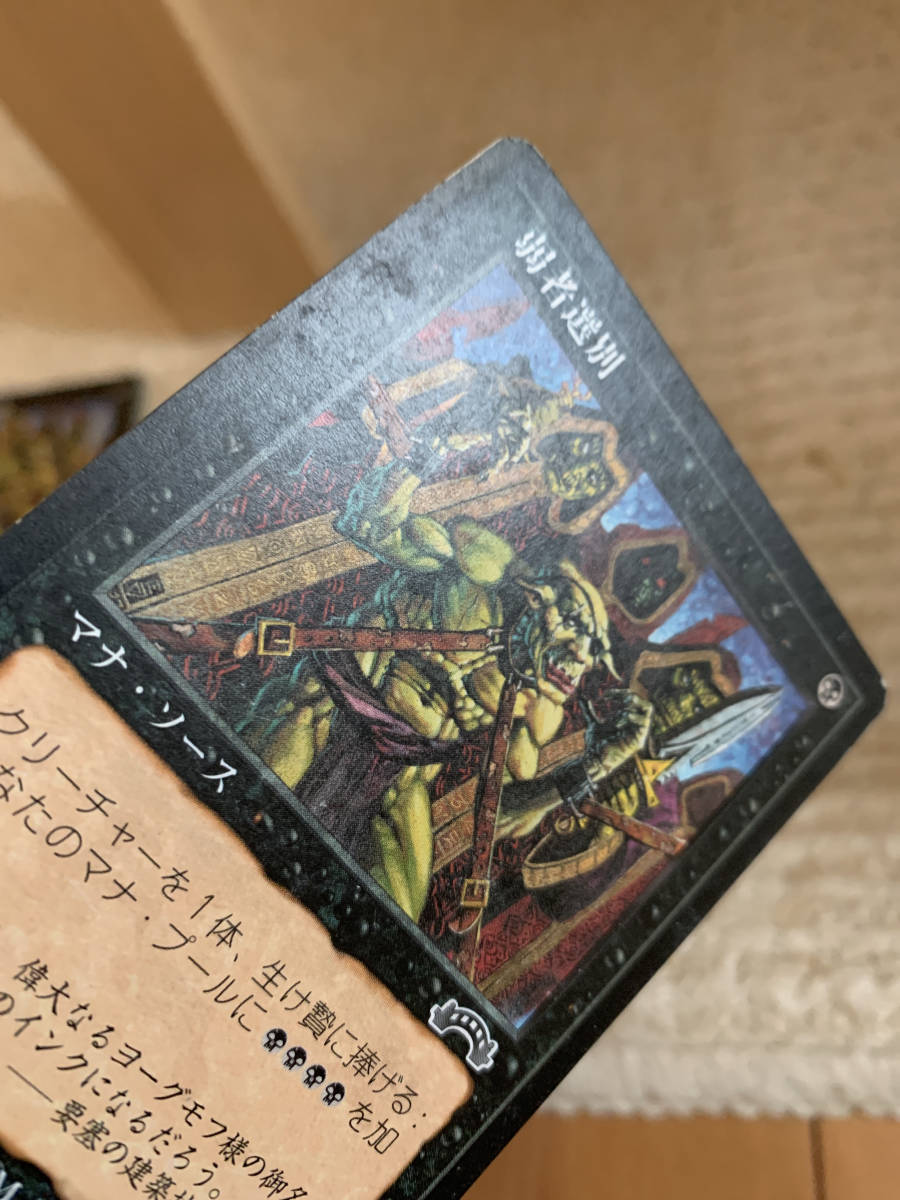 弱者選別
マナ・ソース
クリーチャーを1体、生け贄に捧げる:
なたのマナ・プールに を加
偉大なるヨーグモフ様の御名
のインクになるだろう。
― 要塞の建築